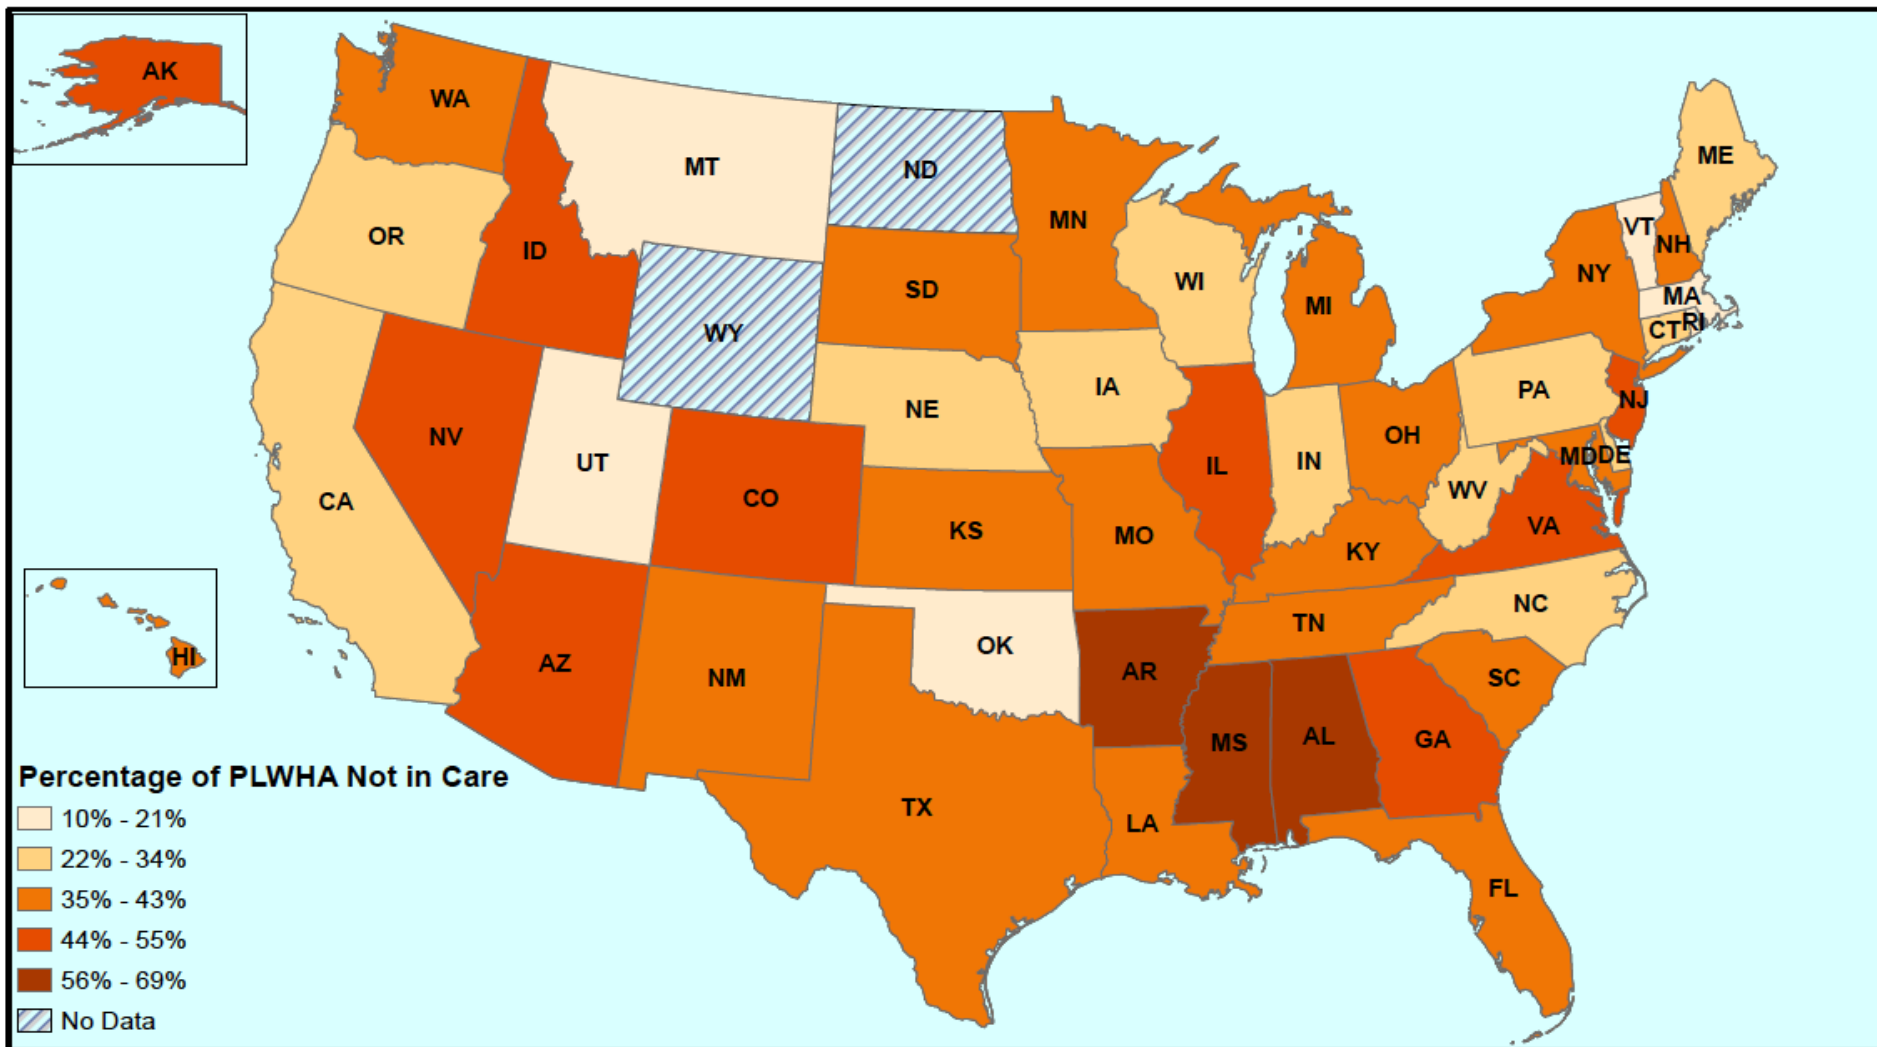 AK
WA
MT
ND
MN
ME
OR
ID
SD
WI
MI
NY
VT
NH
MA
CT
RI
WY
IA
NE
PA
NJ
NV
UT
CO
IL
IN
OH
MD
DE
WV
VA
CA
KS
MO
KY
NC
TN
HI
AZ
NM
OK
AR
SC
MS
AL
GA
TX
LA
FL
Percentage of PLWHA Not in Care
10% - 21%
22% - 34%
35% - 43%
44% - 55%
56% - 69%
No Data